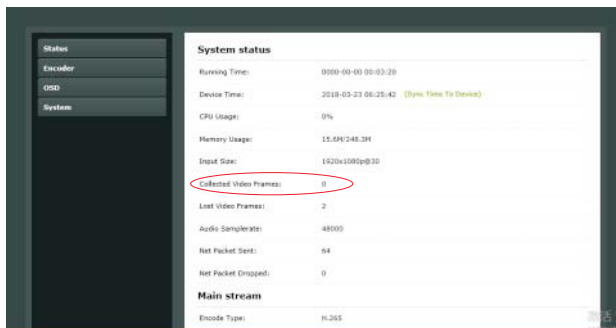 Status
Encoder
OSD
System
System status
Running Time: 0000-00-00 00:03:20
Device Time: 2018-03-23 06:25:42 (Sync Time To Device)
CPU Usage: 0%
Memory Usage: 15.6M/248.3M
Input Size: 1920x1080p@30
Collected Video Frames: 0
Lost Video Frames: 2
Audio Samplerate: 48000
Net Packet Sent: 64
Net Packet Dropped: 0
Main stream
Encode Type: H.265
激活